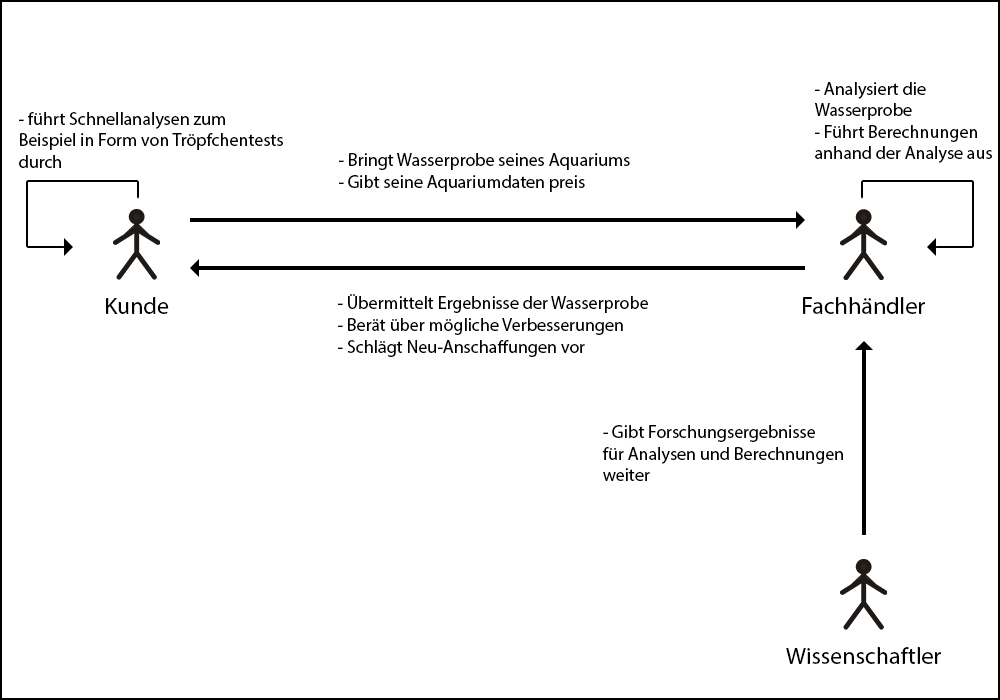 - führt Schnellanalysen zum
Beispiel in Form von Tröpfchentests
durch
- Bringt Wasserprobe seines Aquariums
- Gibt seine Aquariumdaten preis
- Analysiert die
Wasserprobe
- Führt Berechnungen
anhand der Analyse aus
Kunde
Fachhändler
- Übermittelt Ergebnisse der Wasserprobe
- Berät über mögliche Verbesserungen
- Schlägt Neu-Anschaffungen vor
- Gibt Forschungsergebnisse
für Analysen und Berechnungen
weiter
Wissenschaftler